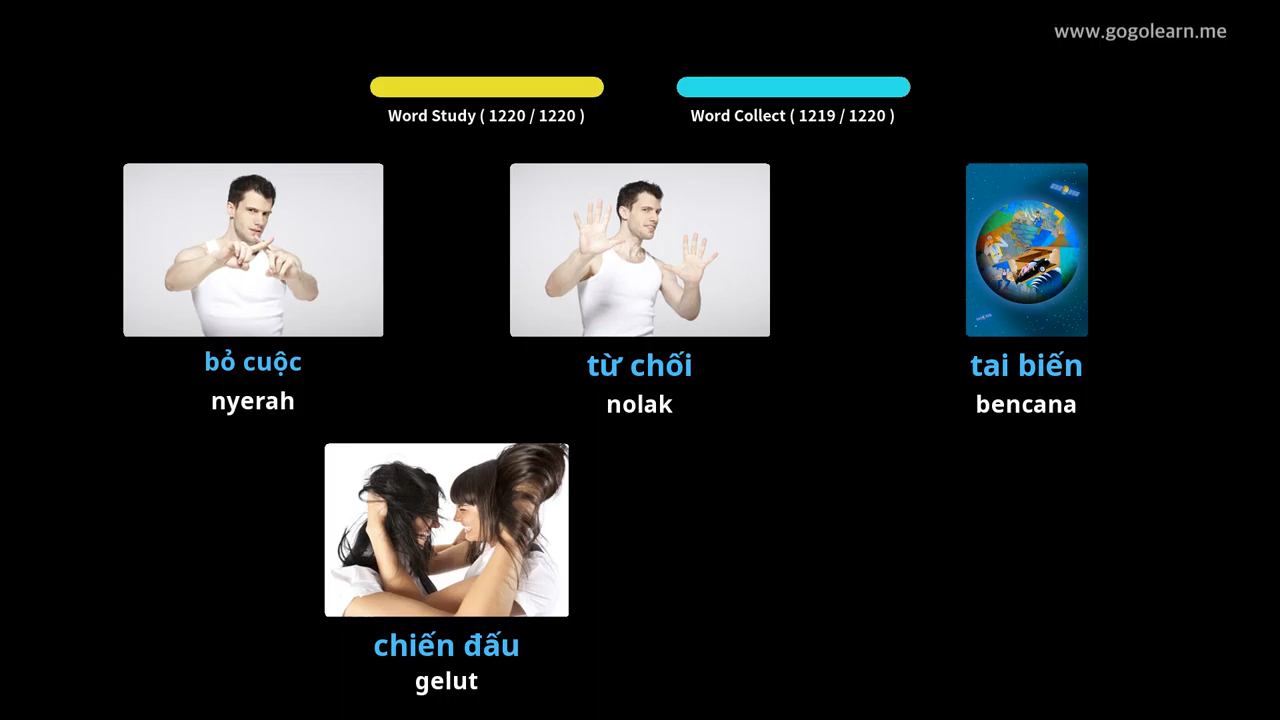 www.gogolearn.me
Word Study ( 1220 / 1220 )
Word Collect ( 1219 / 1220 )
bỏ cuộc
nyerah
từ chối
nolak
tai biến
bencana
chiến đấu
gelut